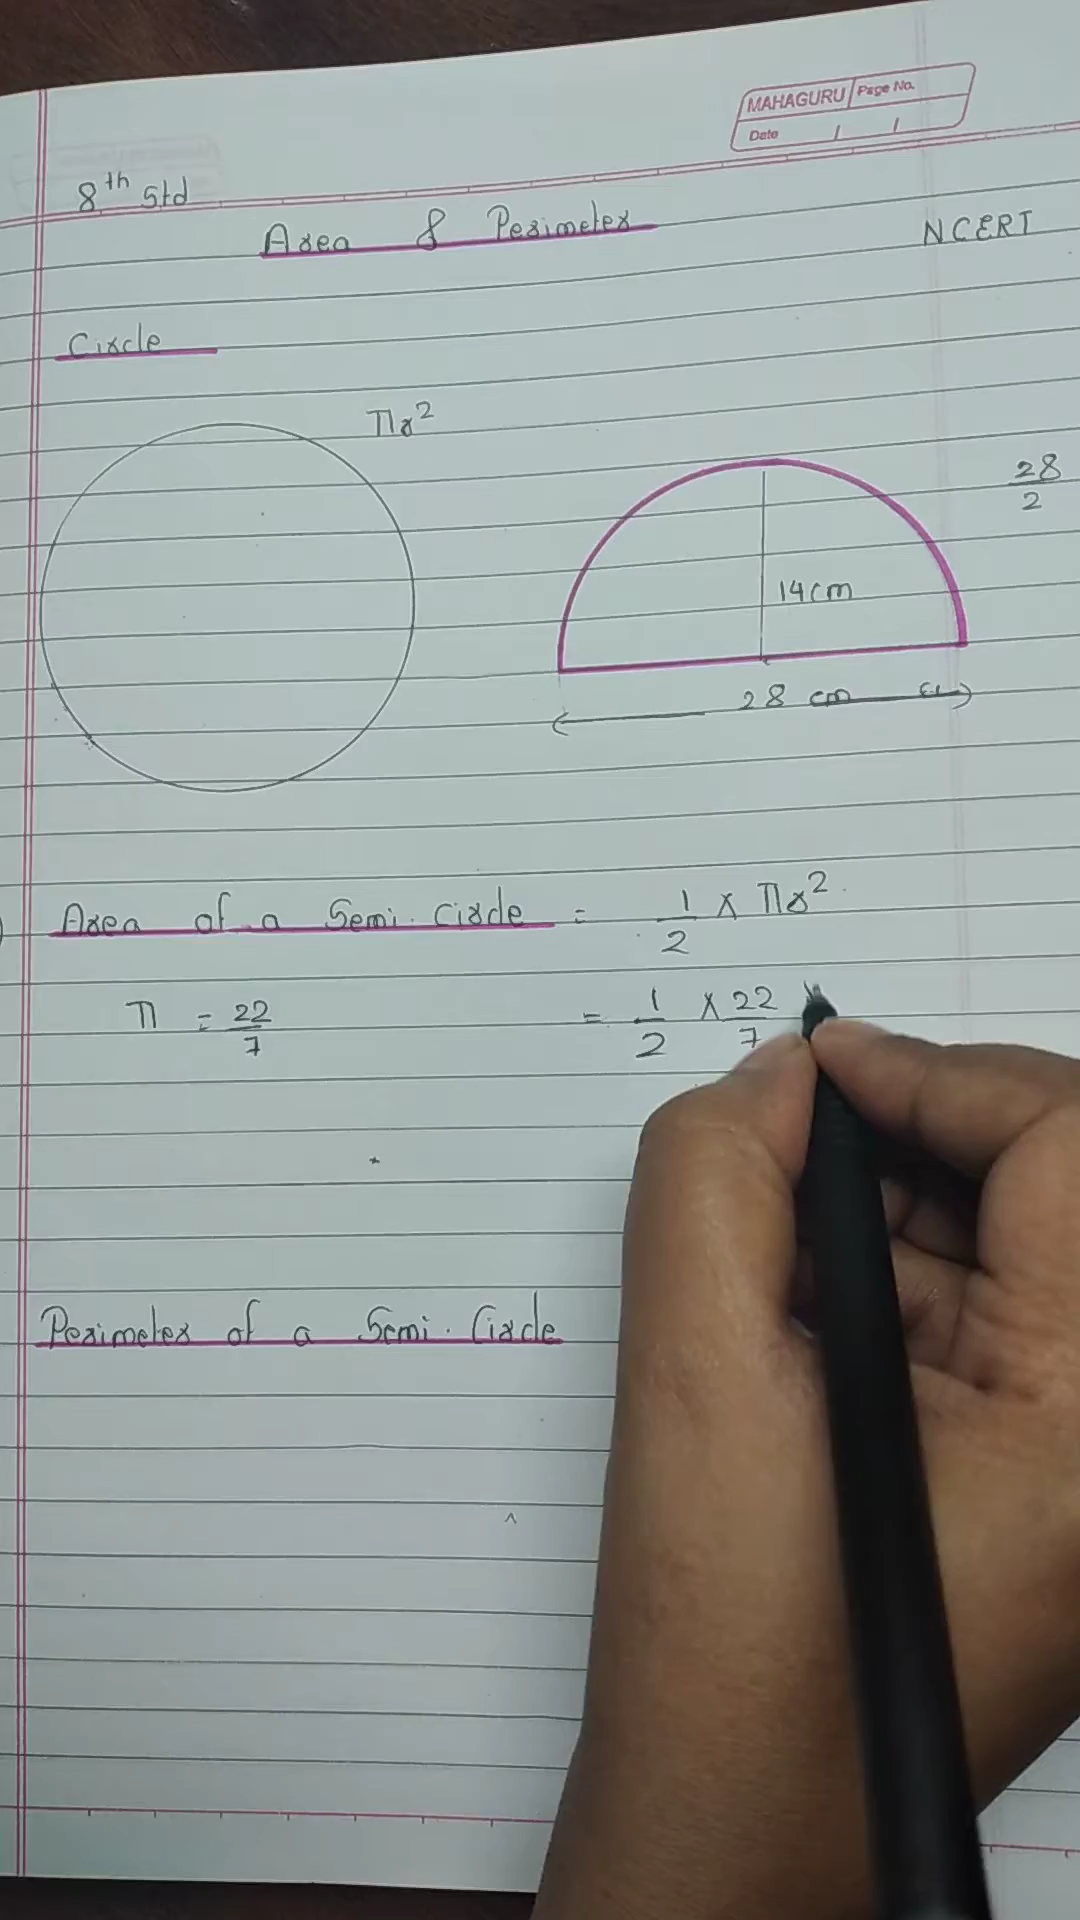 MAHAGURU Page No.
Date / /
8th Std
Area & Perimeter
NCERT
Circle
πr²
28
2
14cm
28 cm
Area of a Semi. Circle = 1/2 × πr²
π = 22/7
= 1/2 × 22/7 ×
Perimeter of a Semi. Circle